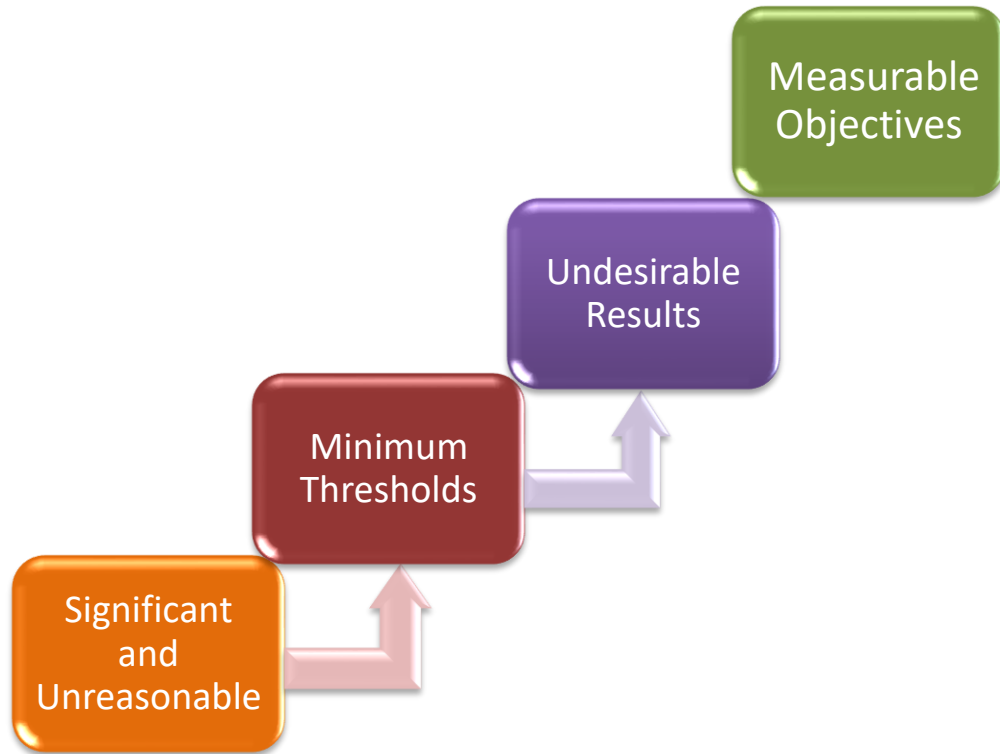 Measurable
Objectives
Undesirable
Results
Minimum
Thresholds
Significant
and
Unreasonable